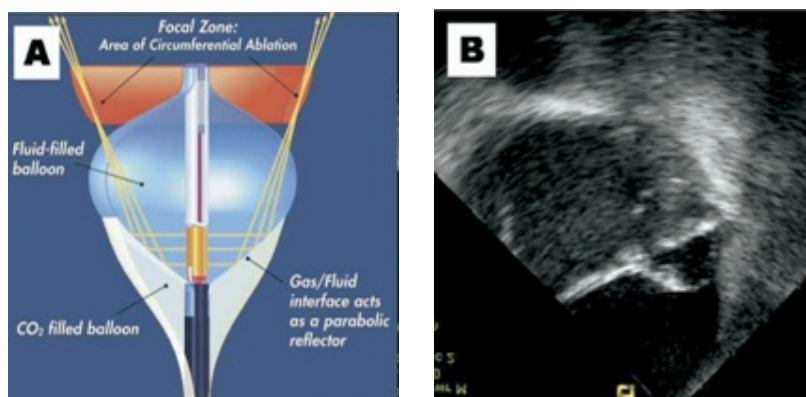 A
Focal Zone:
Area of Circumferential Ablation
Fluid-filled
balloon
CO₂ filled balloon
Gas/Fluid
interface acts
as a parabolic
reflector
B